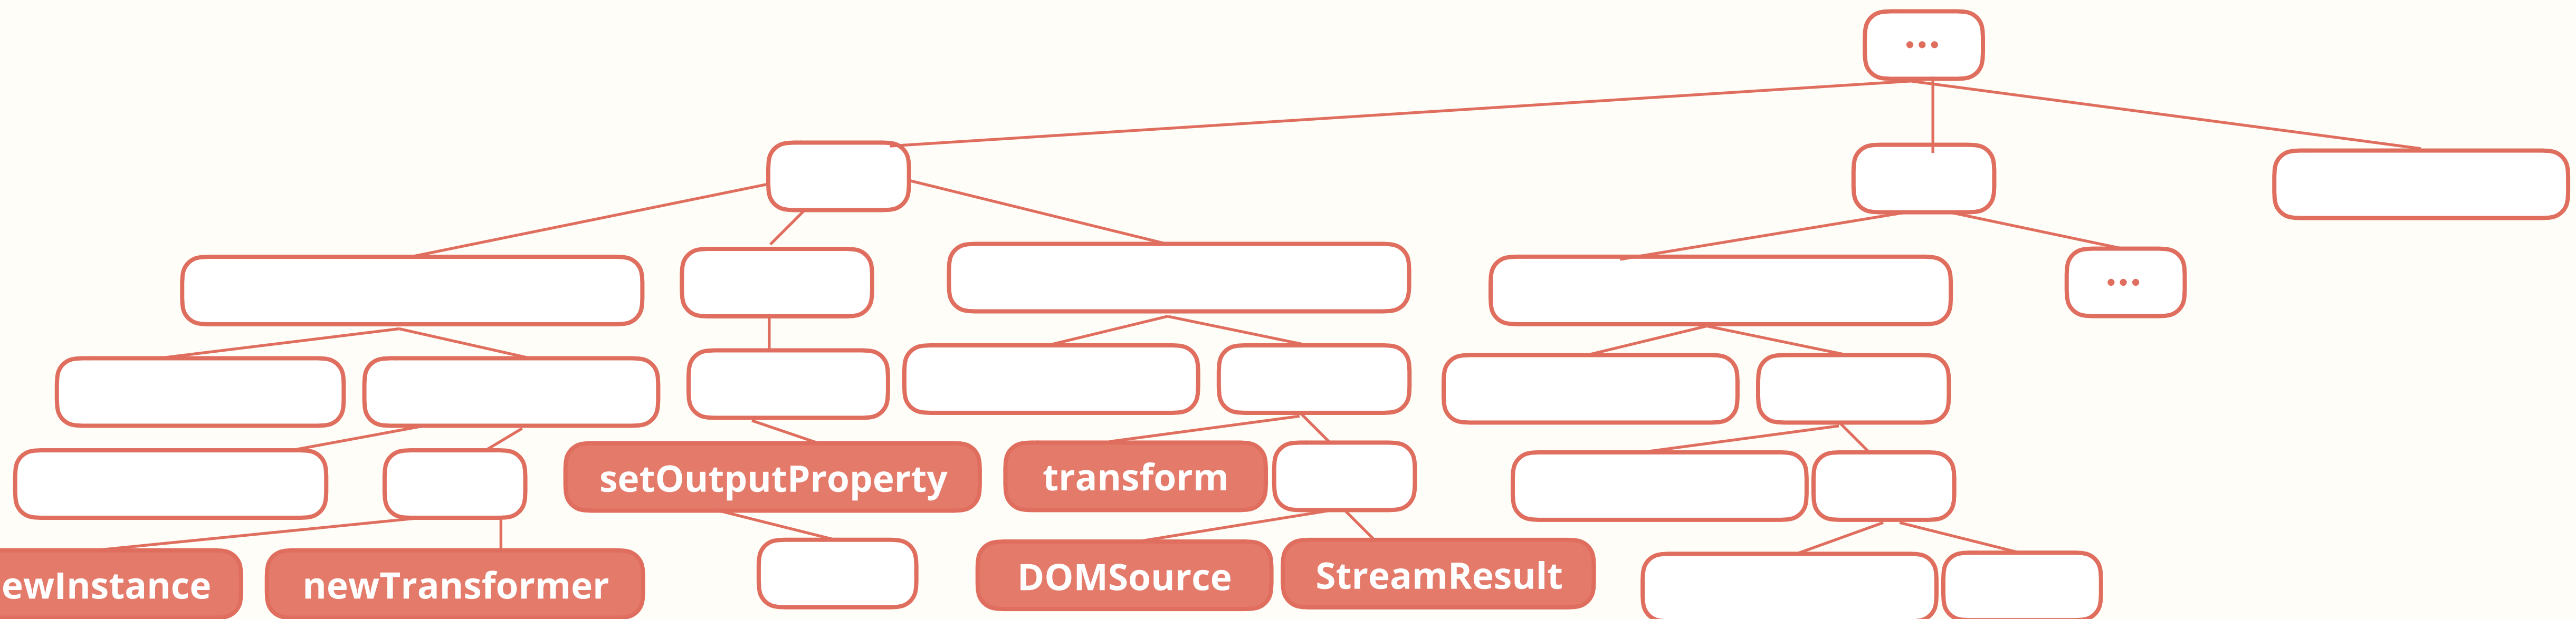 ...
...
setOutputProperty
transform
ewInstance
newTransformer
DOMSource
StreamResult